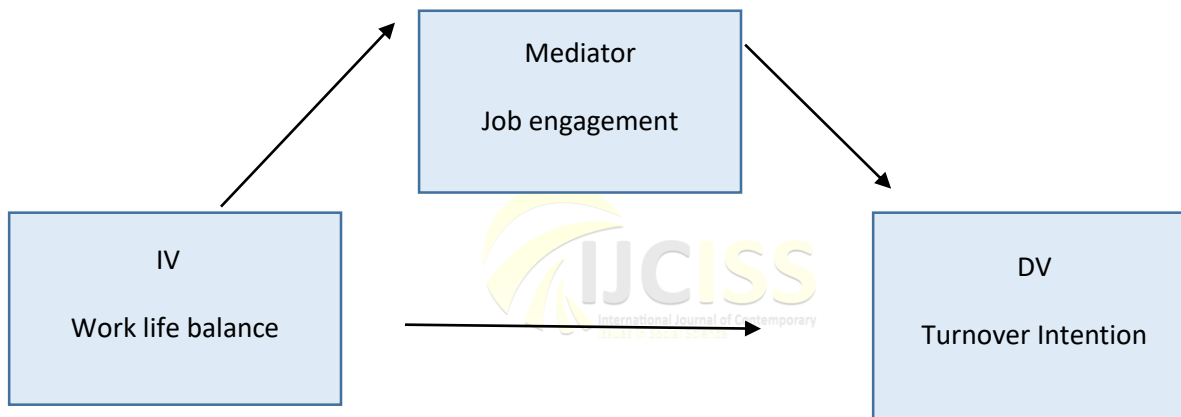 Mediator
Job engagement
IV
Work life balance
IJCISS
International Journal of Contemporary
DV
Turnover Intention